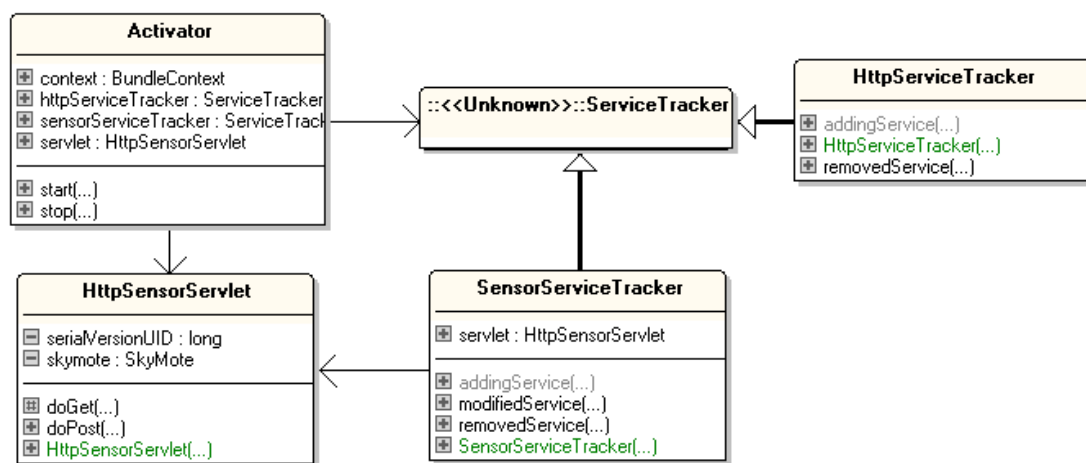 Activator
context : BundleContext
httpServiceTracker : ServiceTracker
sensorServiceTracker : ServiceTrack
servlet : HttpSensorServlet
start(...)
stop(...)
::<<Unknown>>::ServiceTracker
HttpServiceTracker
addingService(...)
HttpServiceTracker(...)
removedService(...)
HttpSensorServlet
serialVersionUID : long
skymote : SkyMote
doGet(...)
doPost(...)
HttpSensorServlet(...)
SensorServiceTracker
servlet : HttpSensorServlet
addingService(...)
modifiedService(...)
removedService(...)
SensorServiceTracker(...)